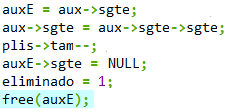 auxE = aux->sgte;
aux->sgte = aux->sgte->sgte;
plis->tam--;
auxE->sgte = NULL;
eliminado = 1;
free(auxE);